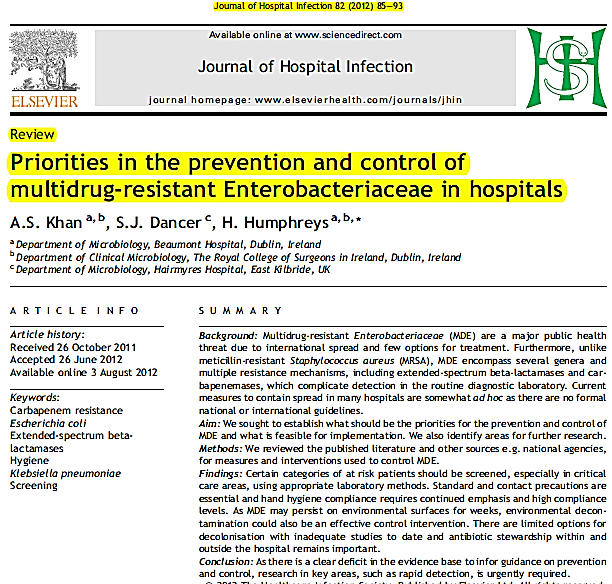 Journal of Hospital Infection 82 (2012) 85–93
Available online at www.sciencedirect.com
Journal of Hospital Infection
journal homepage: www.elsevierhealth.com/journals/jhin
ELSEVIER
Review
Priorities in the prevention and control of
multidrug-resistant Enterobacteriaceae in hospitals
A.S. Khan a,b, S.J. Dancer c, H. Humphreys a,b,*
a Department of Microbiology, Beaumont Hospital, Dublin, Ireland
b Department of Clinical Microbiology, The Royal College of Surgeons in Ireland, Dublin, Ireland
c Department of Microbiology, Hairmyres Hospital, East Kilbride, UK
ARTICLE INFO
Article history:
Received 26 October 2011
Accepted 26 June 2012
Available online 3 August 2012
Keywords:
Carbapenem resistance
Escherichia coli
Extended-spectrum beta-
lactamases
Hygiene
Klebsiella pneumoniae
Screening
SUMMARY
Background: Multidrug-resistant Enterobacteriaceae (MDE) are a major public health
threat due to international spread and few options for treatment. Furthermore, unlike
meticillin-resistant Staphylococcus aureus (MRSA), MDE encompass several genera and
multiple resistance mechanisms, including extended-spectrum beta-lactamases and car-
bapenemases, which complicate detection in the routine diagnostic laboratory. Current
measures to contain spread in many hospitals are somewhat ad hoc as there are no formal
national or international guidelines.
Aim: We sought to establish what should be the priorities for the prevention and control of
MDE and what is feasible for implementation. We also identify areas for further research.
Methods: We reviewed the published literature and other sources e.g. national agencies,
for measures and interventions used to control MDE.
Findings: Certain categories of at risk patients should be screened, especially in critical
care areas, using appropriate laboratory methods. Standard and contact precautions are
essential and hand hygiene compliance requires continued emphasis and high compliance
levels. As MDE may persist on environmental surfaces for weeks, environmental decon-
tamination could also be an effective control intervention. There are limited options for
decolonisation with inadequate studies to date and antibiotic stewardship within and
outside the hospital remains important.
Conclusion: As there is a clear deficit in the evidence base to infor guidance on prevention
and control, research in key areas, such as rapid detection, is urgently required.